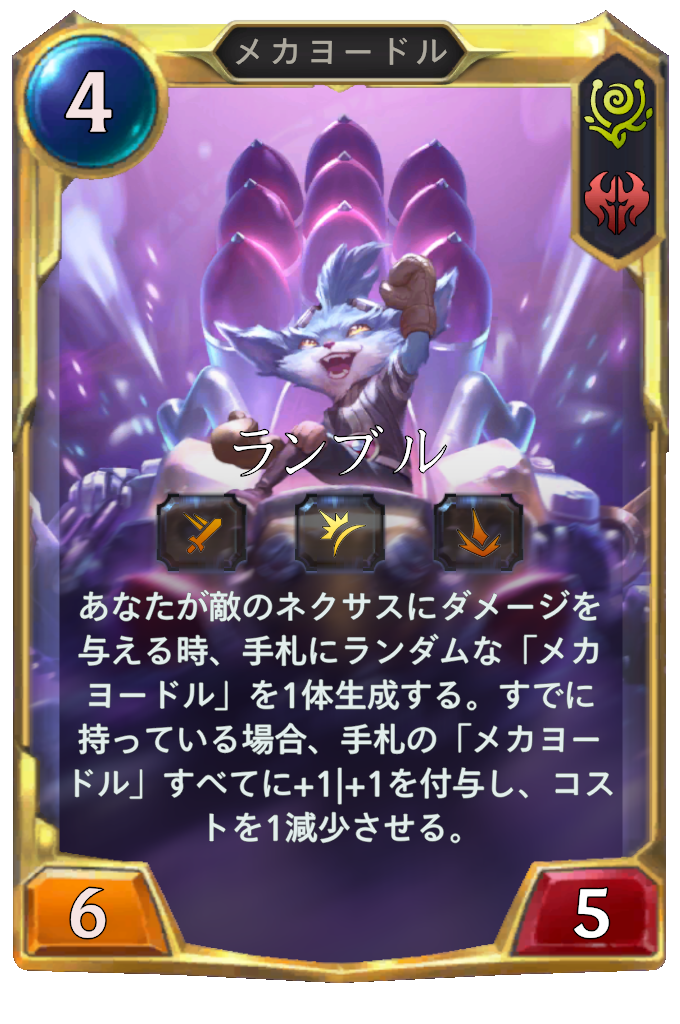 メカヨードル
4
ランブル
あなたが敵のネクサスにダメージを
与える時、手札にランダムな「メカ
ヨードル」を1体生成する。すでに
持っている場合、手札の「メカヨー
ドル」すべてに+1|+1を付与し、コス
トを1減少させる。
6
5